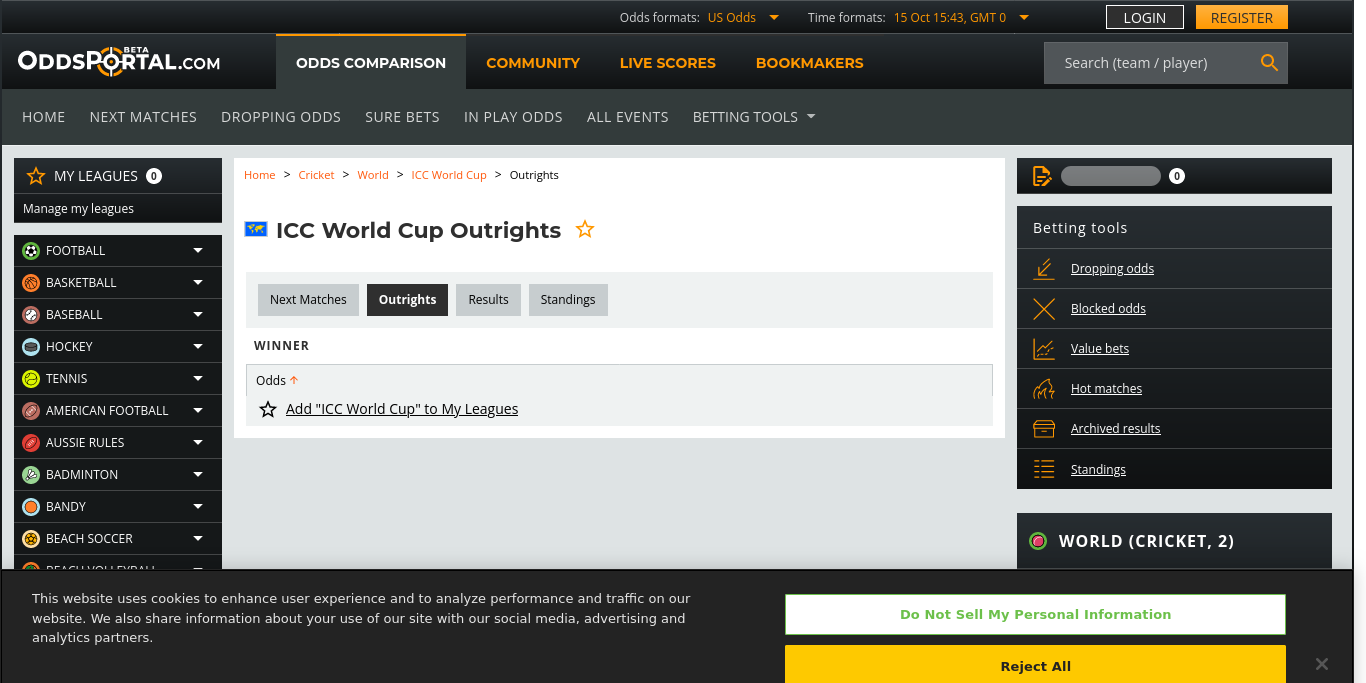 Odds formats: US Odds
Time formats: 15 Oct 15:43, GMT 0
LOGIN
REGISTER
ODDSPORTAL.COM BETA
ODDS COMPARISON
COMMUNITY
LIVE SCORES
BOOKMAKERS
Search (team / player)
HOME
NEXT MATCHES
DROPPING ODDS
SURE BETS
IN PLAY ODDS
ALL EVENTS
BETTING TOOLS
MY LEAGUES 0
Manage my leagues
FOOTBALL
BASKETBALL
BASEBALL
HOCKEY
TENNIS
AMERICAN FOOTBALL
AUSSIE RULES
BADMINTON
BANDY
BEACH SOCCER
BEACH VOLLEYBALL
Home > Cricket > World > ICC World Cup > Outrights
ICC World Cup Outrights
Next Matches
Outrights
Results
Standings
WINNER
Odds
Add "ICC World Cup" to My Leagues
0
Betting tools
Dropping odds
Blocked odds
Value bets
Hot matches
Archived results
Standings
WORLD (CRICKET, 2)
This website uses cookies to enhance user experience and to analyze performance and traffic on our
website. We also share information about your use of our site with our social media, advertising and
analytics partners.
Do Not Sell My Personal Information
Reject All